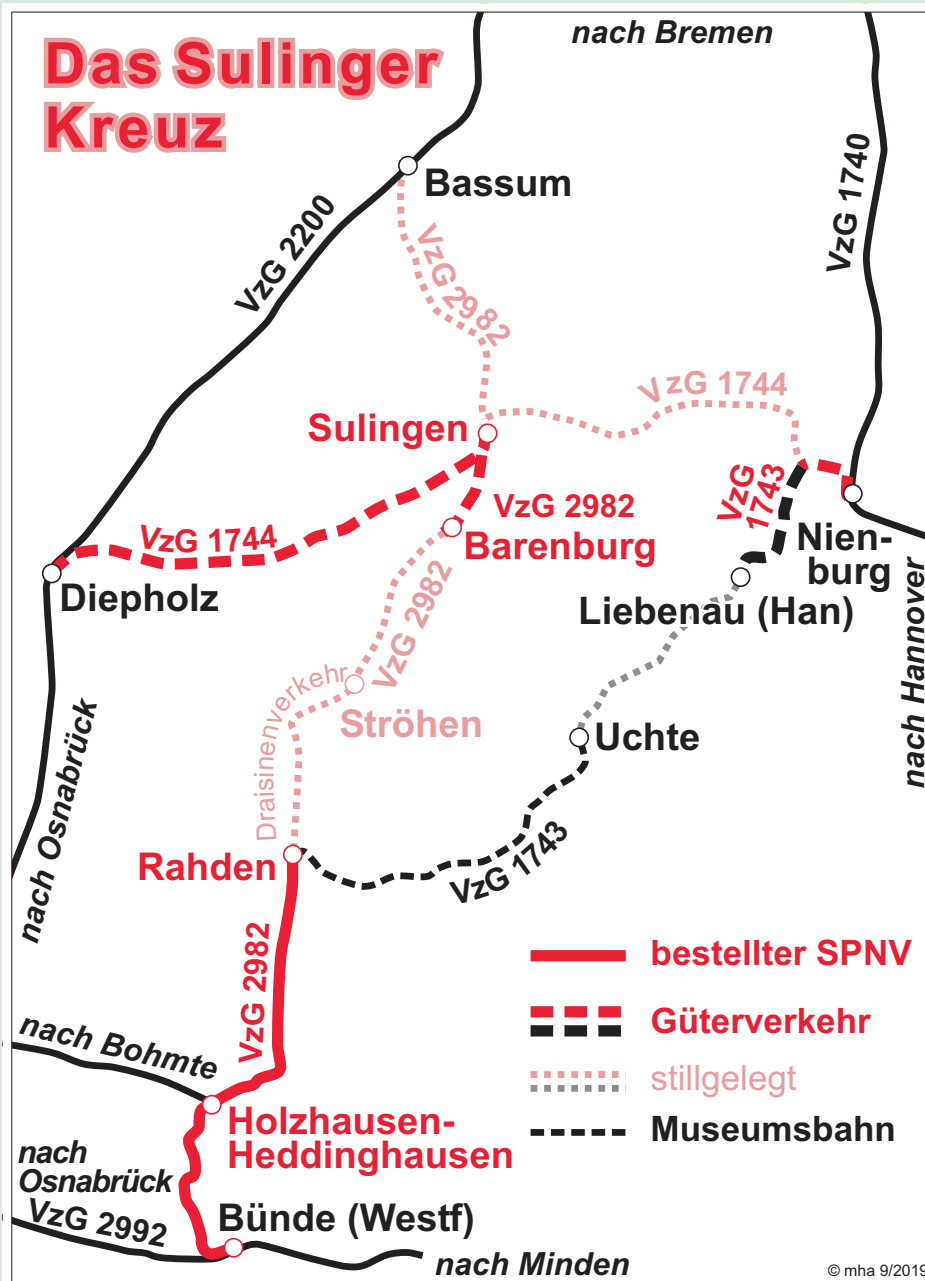 Das Sulinger
Kreuz
nach Bremen
Bassum
VzG 2200
VzG 2982
VzG 1740
VzG 1744
Sulingen
VzG
1743
VzG 1744
VzG 2982
Barenburg
Nien-
burg
Diepholz
Liebenau (Han)
VzG 2982
nach Hannover
Draisinenverkehr
Ströhen
Uchte
nach Osnabrück
Rahden
VzG 1743
VzG 2982
bestellter SPNV
Güterverkehr
stillgelegt
Museumsbahn
nach Bohmte
Holzhausen-
Heddinghausen
nach
Osnabrück
VzG 2992
Bünde (Westf)
nach Minden
© mha 9/2019